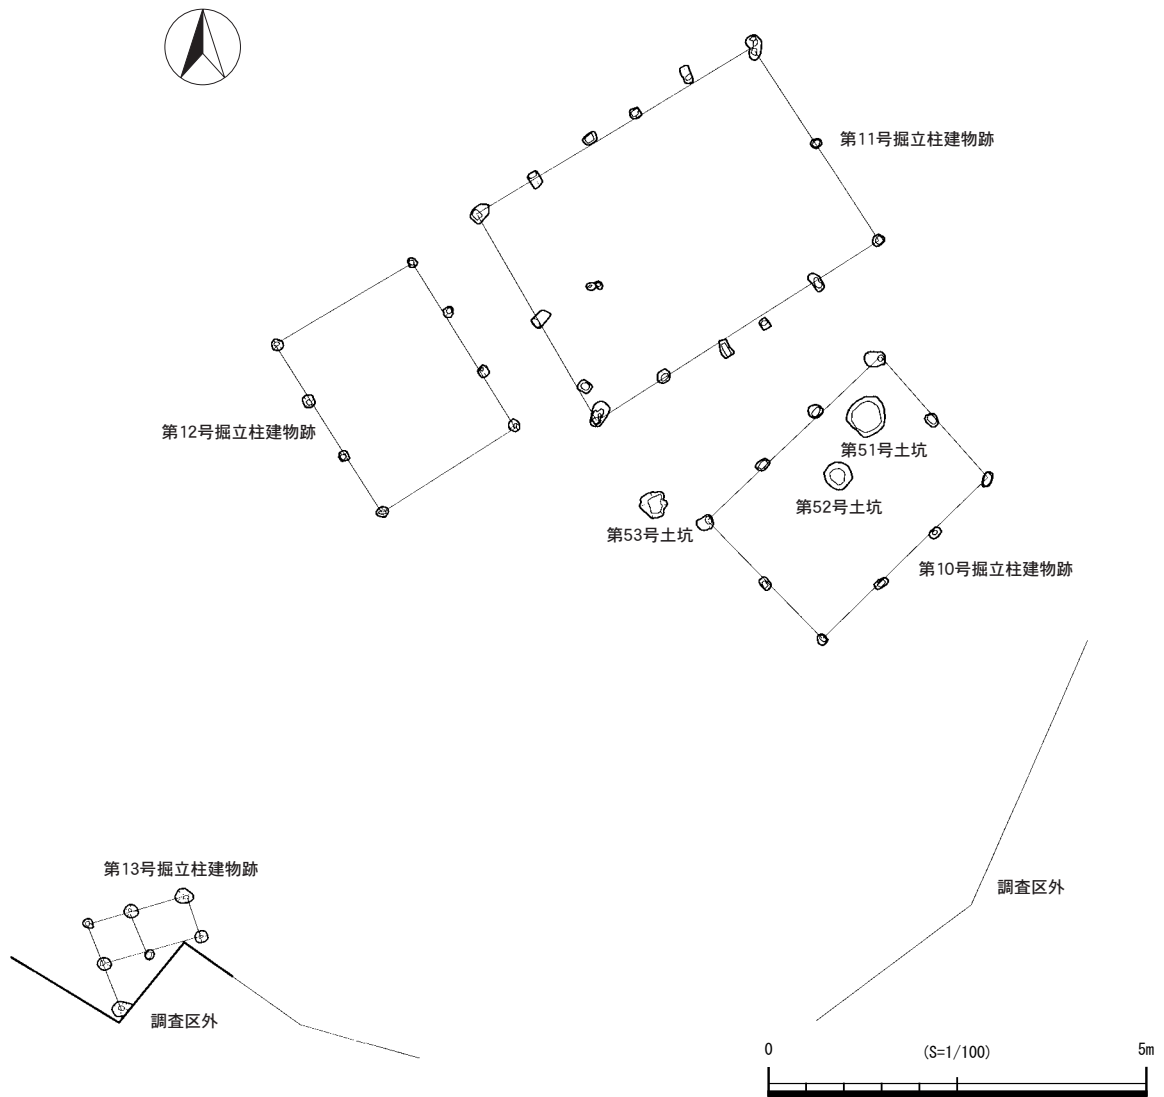 第11号掘立柱建物跡
第12号掘立柱建物跡
第51号土坑
第52号土坑
第53号土坑
第10号掘立柱建物跡
第13号掘立柱建物跡
調査区外
調査区外
0 (S=1/100) 5m